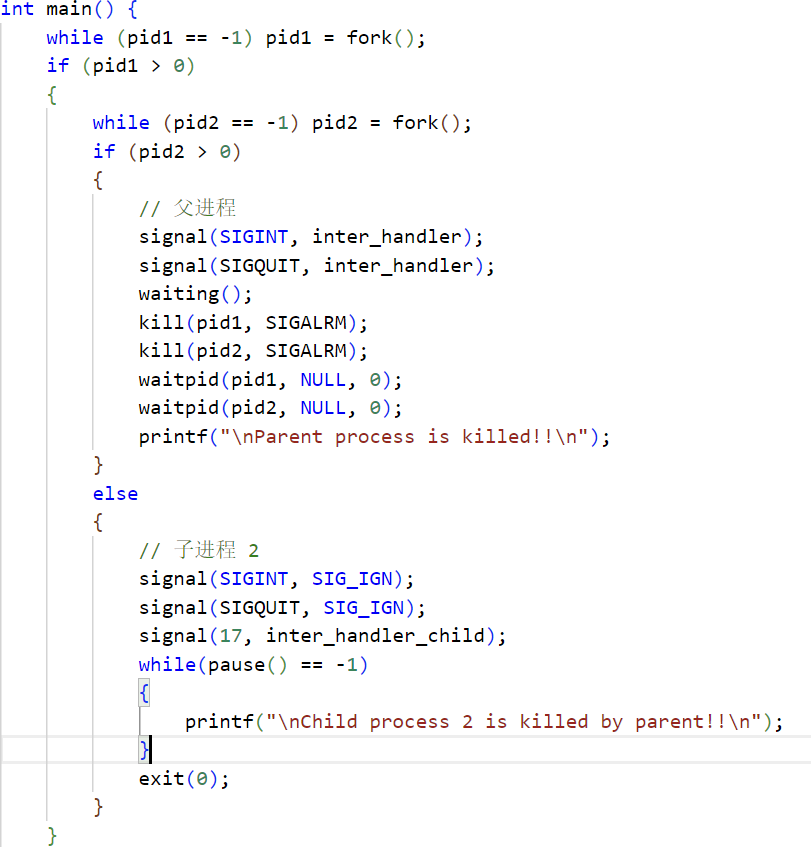 int main() {
    while (pid1 == -1) pid1 = fork();
    if (pid1 > 0)
    {
        while (pid2 == -1) pid2 = fork();
        if (pid2 > 0)
        {
            // 父进程
            signal(SIGINT, inter_handler);
            signal(SIGQUIT, inter_handler);
            waiting();
            kill(pid1, SIGALRM);
            kill(pid2, SIGALRM);
            waitpid(pid1, NULL, 0);
            waitpid(pid2, NULL, 0);
            printf("\nParent process is killed!!\n");
        }
        else
        {
            // 子进程 2
            signal(SIGINT, SIG_IGN);
            signal(SIGQUIT, SIG_IGN);
            signal(17, inter_handler_child);
            while(pause() == -1)
            {
                printf("\nChild process 2 is killed by parent!!\n");
            }
            exit(0);
        }
    }